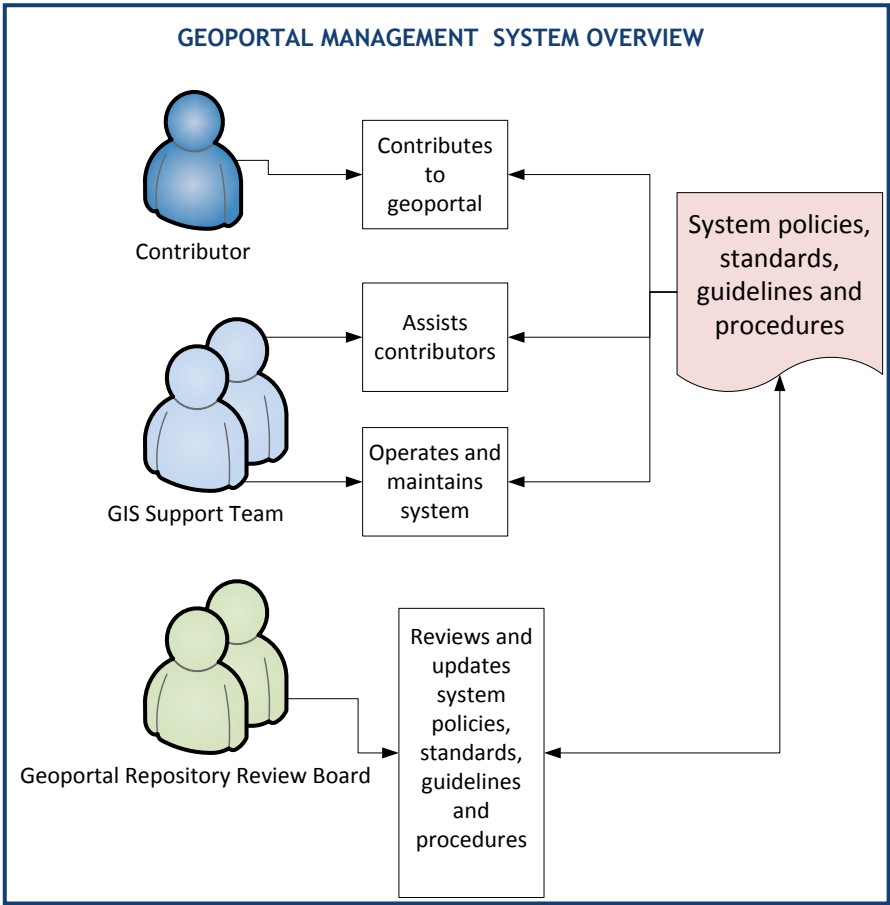 GEOPORTAL MANAGEMENT SYSTEM OVERVIEW
Contributes
to
geoportal
Contributor
System policies,
standards,
guidelines and
procedures
Assists
contributors
Operates and
maintains
system
GIS Support Team
Reviews and
updates
system
policies,
standards,
guidelines
and
procedures
Geoportal Repository Review Board